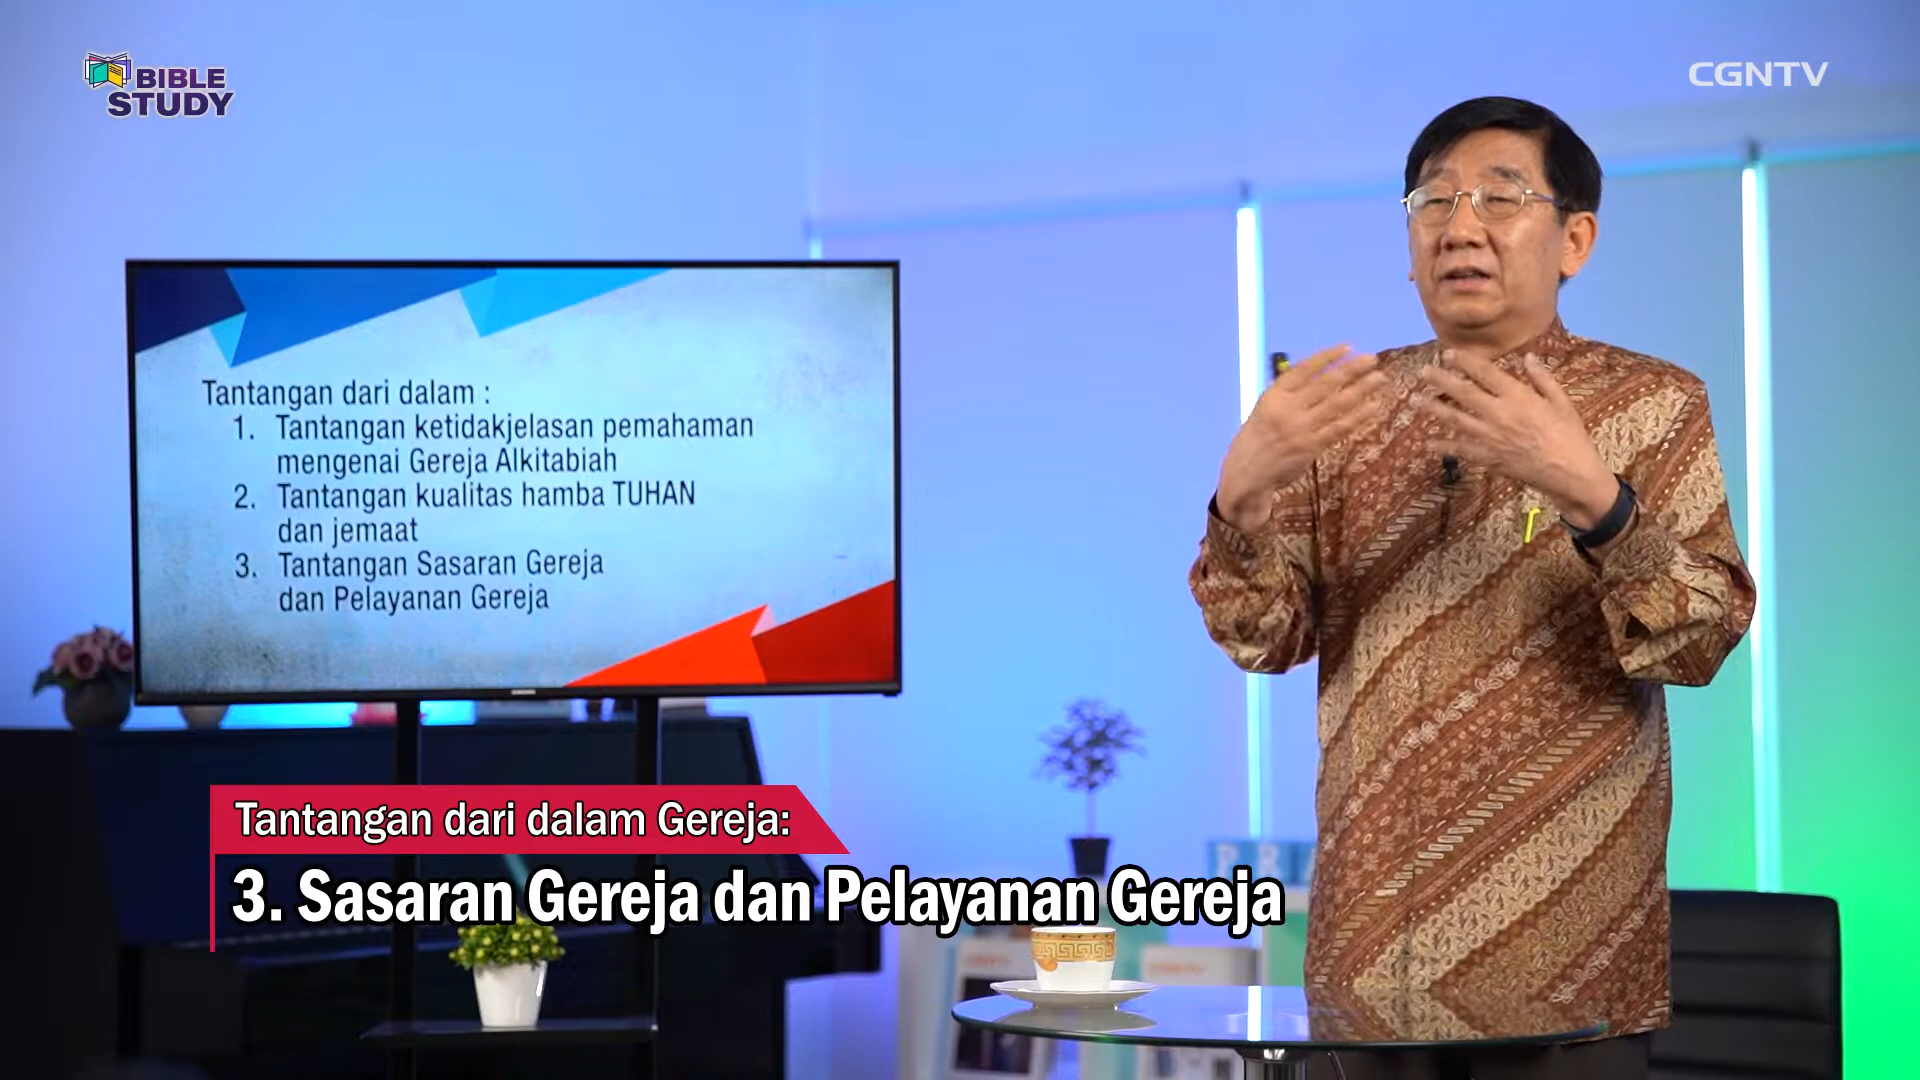 BIBLE
STUDY
CGNTV
Tantangan dari dalam :
1. Tantangan ketidakjelasan pemahaman
mengenai Gereja Alkitabiah
2. Tantangan kualitas hamba TUHAN
dan jemaat
3. Tantangan Sasaran Gereja
dan Pelayanan Gereja
Tantangan dari dalam Gereja:
3. Sasaran Gereja dan Pelayanan Gereja